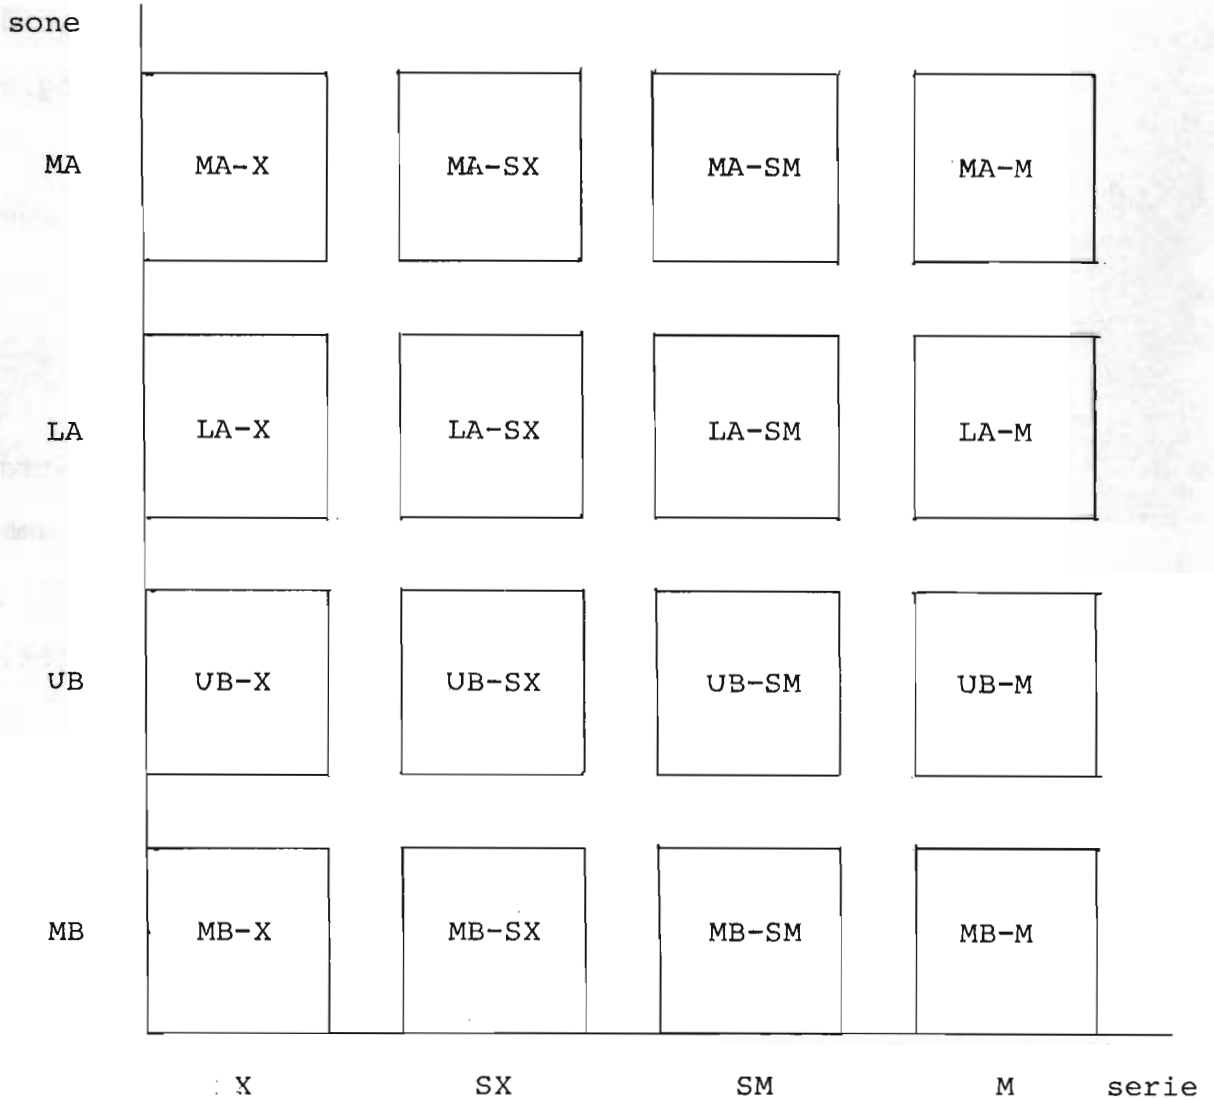 sone
MA MA-X MA-SX MA-SM MA-M
LA LA-X LA-SX LA-SM LA-M
UB UB-X UB-SX UB-SM UB-M
MB MB-X MB-SX MB-SM MB-M
X SX SM M serie